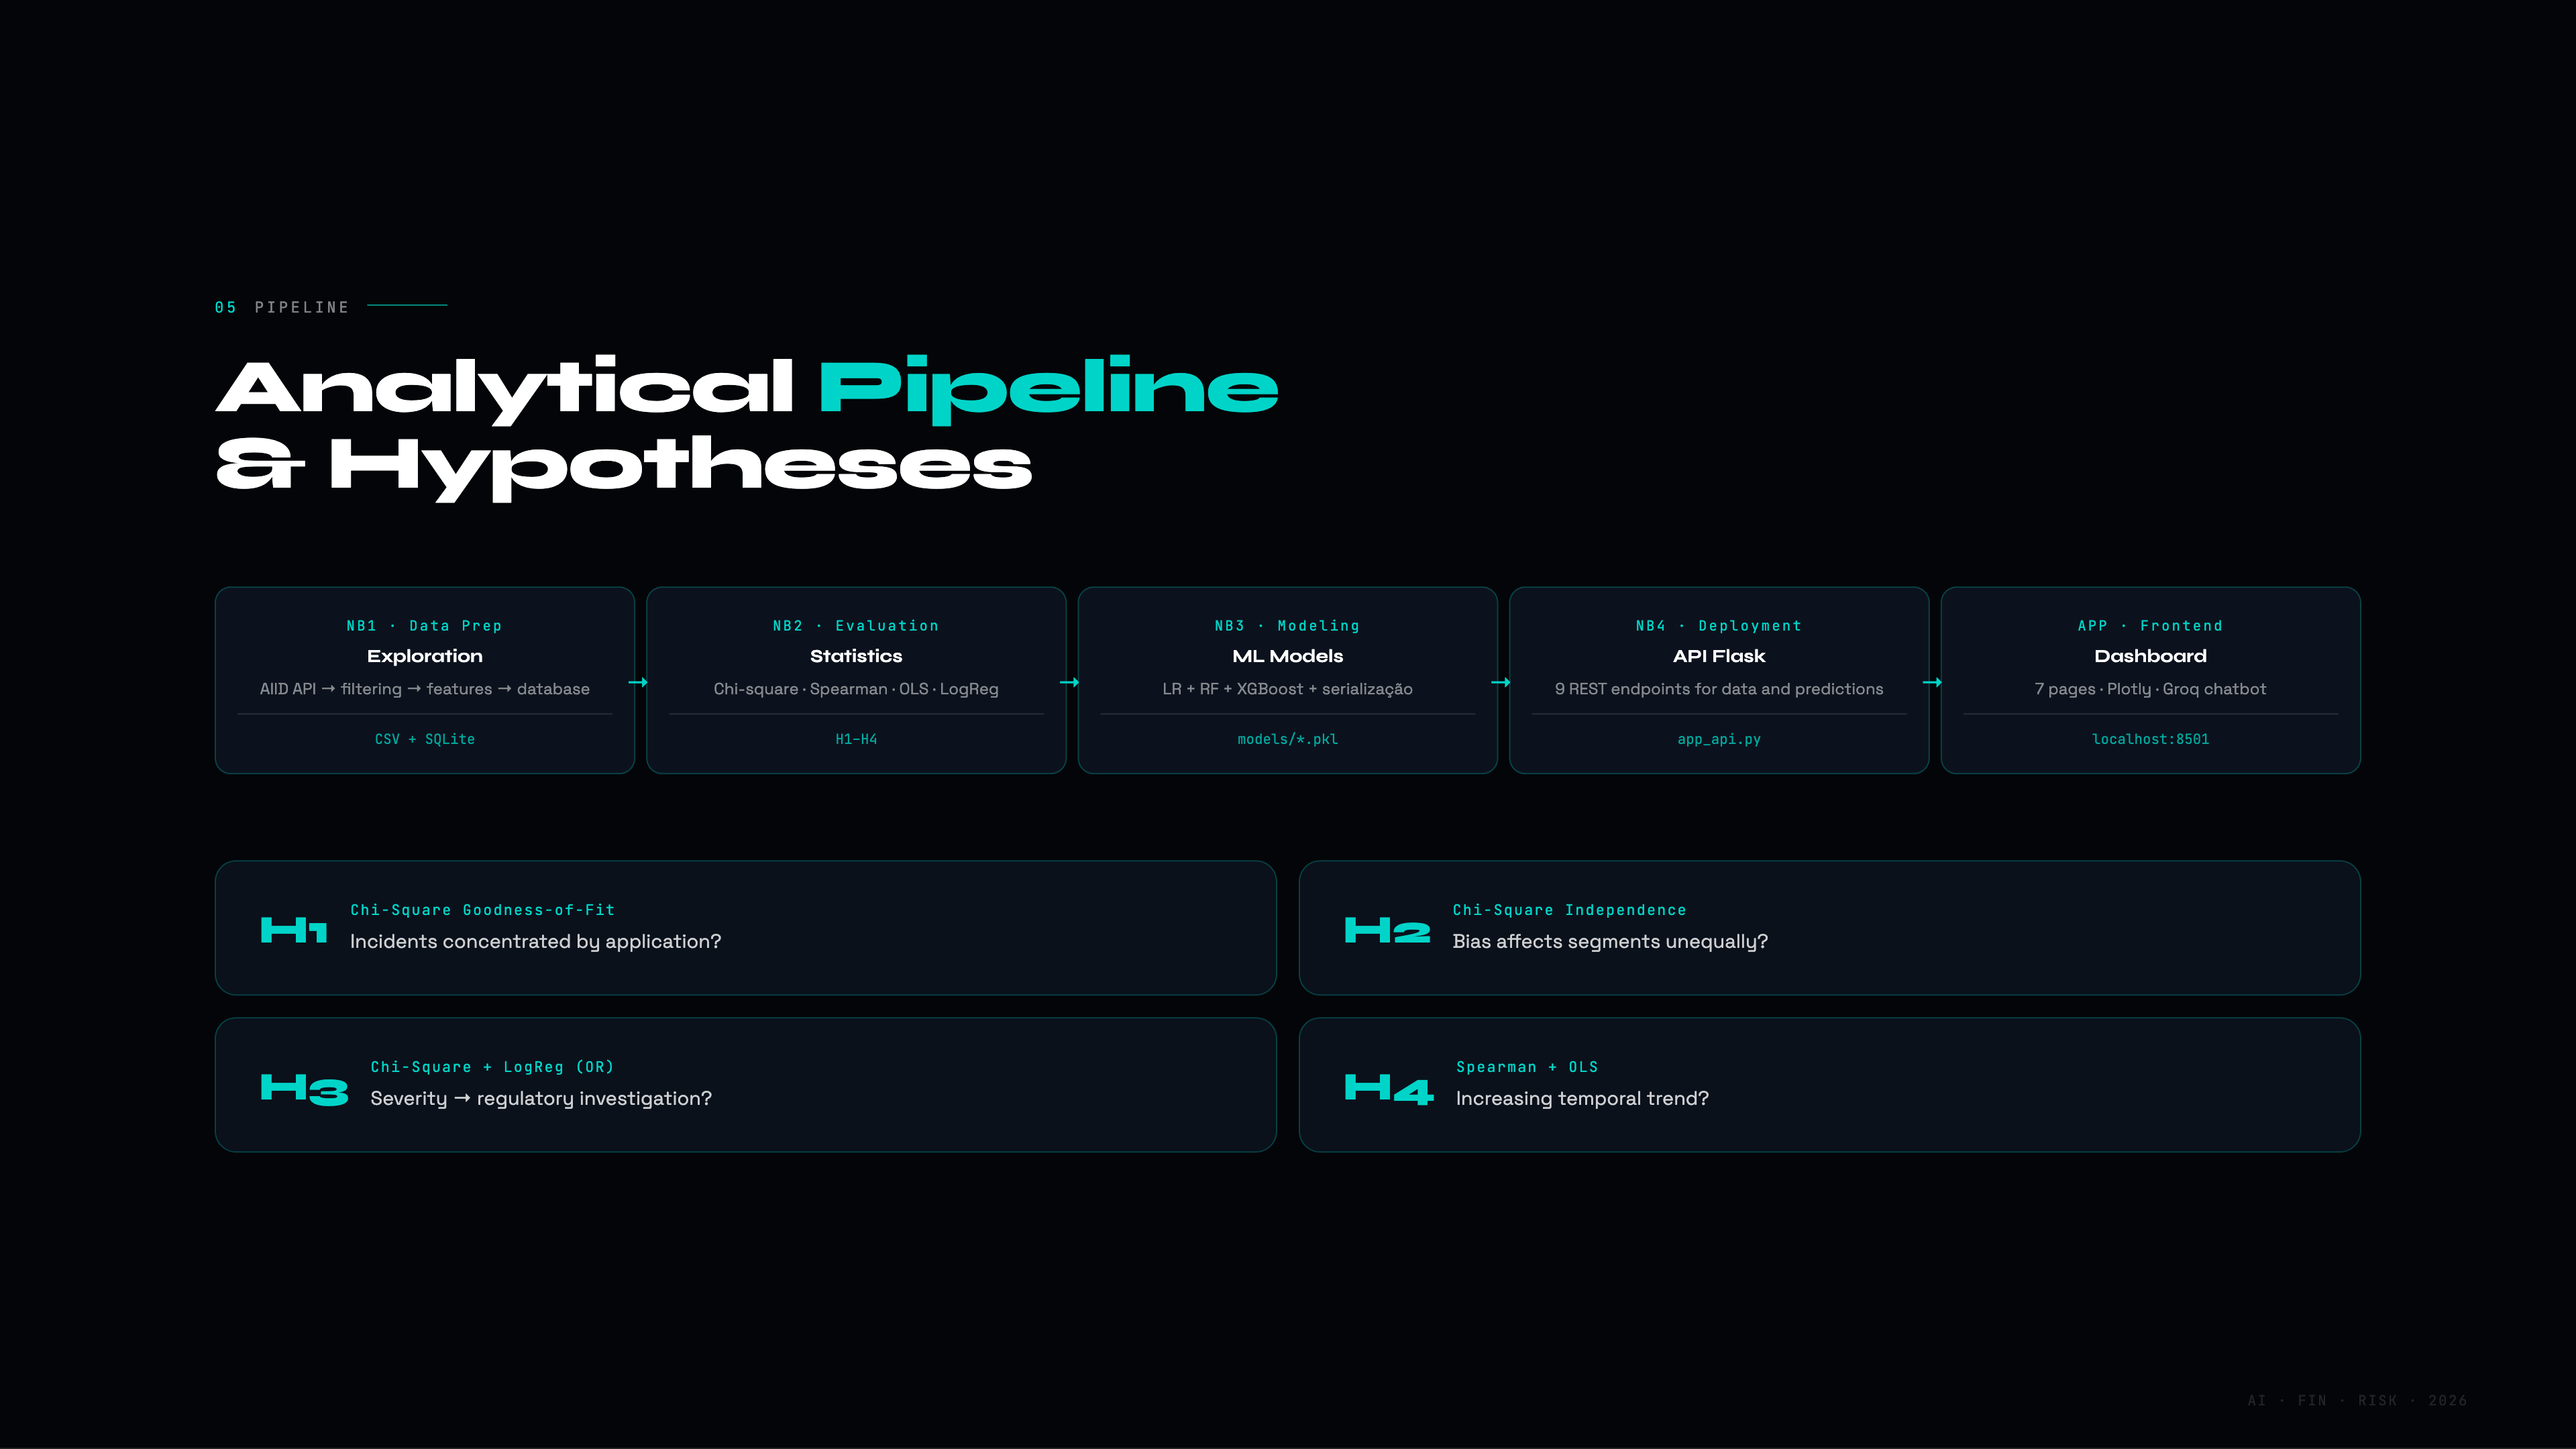 05 PIPELINE
Analytical Pipeline
& Hypotheses
NB1 · Data Prep
Exploration
AIID API → filtering → features → database
CSV + SQLite
→
NB2 · Evaluation
Statistics
Chi-square · Spearman · OLS · LogReg
H1–H4
→
NB3 · Modeling
ML Models
LR + RF + XGBoost + serialização
models/*.pkl
→
NB4 · Deployment
API Flask
9 REST endpoints for data and predictions
app_api.py
→
APP · Frontend
Dashboard
7 pages · Plotly · Groq chatbot
localhost:8501
H1
Chi-Square Goodness-of-Fit
Incidents concentrated by application?
H2
Chi-Square Independence
Bias affects segments unequally?
H3
Chi-Square + LogReg (OR)
Severity → regulatory investigation?
H4
Spearman + OLS
Increasing temporal trend?
AI · FIN · RISK · 2026